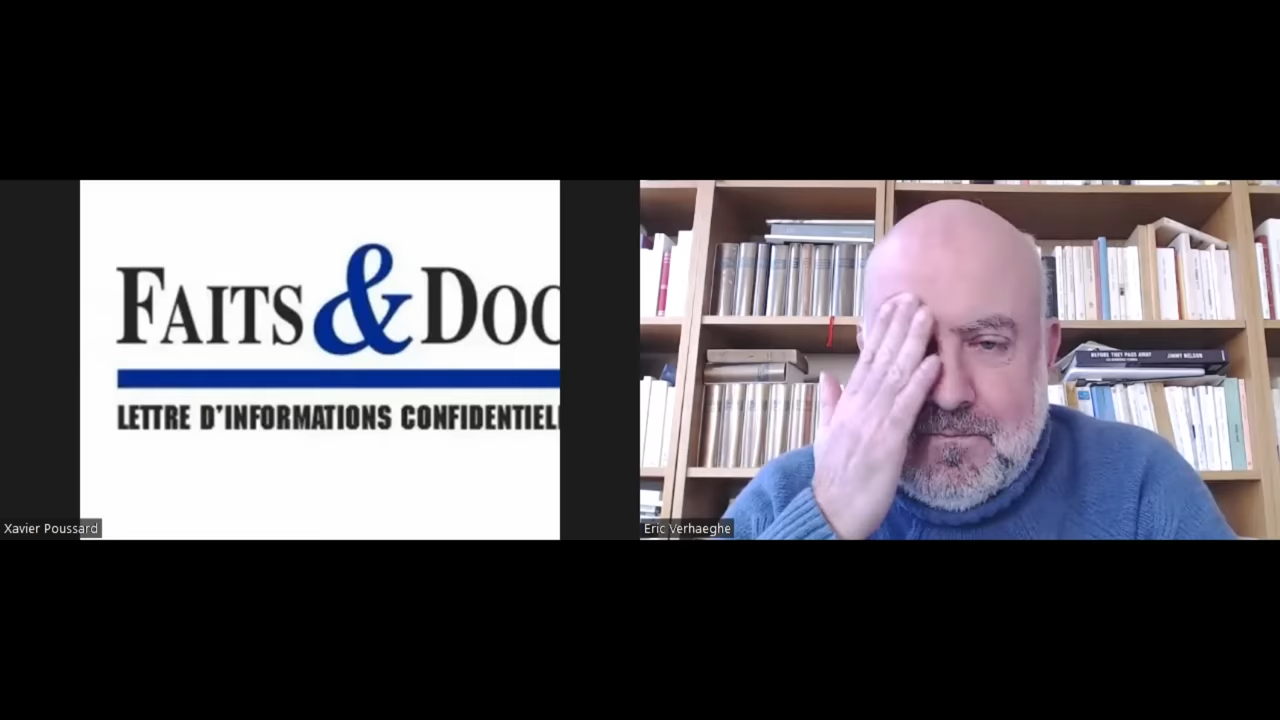 FAITS & DOC
LETTRE D'INFORMATIONS CONFIDENTIEL
Xavier Poussard
Eric Verhaeghe
BEFORE THEY PASS AWAY
JIMMY NELSON